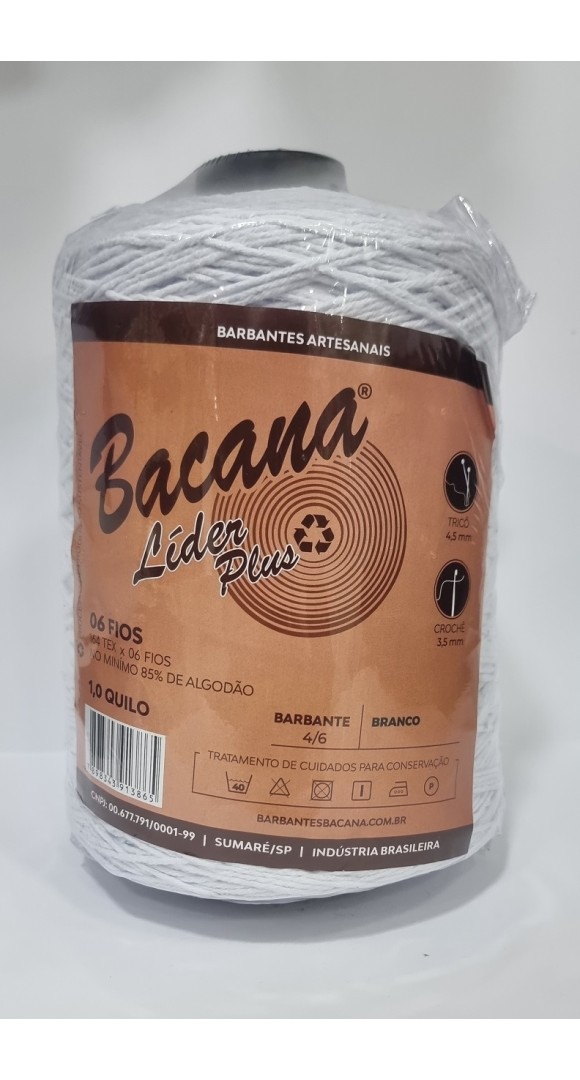 BARBANTES ARTESANAIS
Bacana®
Líder
Plus
TRICÔ
4,5 mm
CROCHÊ
3,5 mm
06 FIOS
TEX x 06 FIOS
NO MÍNIMO 85% DE ALGODÃO
1,0 QUILO
BARBANTE
4/6
BRANCO
TRATAMENTO DE CUIDADOS PARA CONSERVAÇÃO
40
P
BARBANTESBACANA.COM.BR
CNPJ: 00.677.791/0001-99 | SUMARÉ/SP | INDÚSTRIA BRASILEIRA